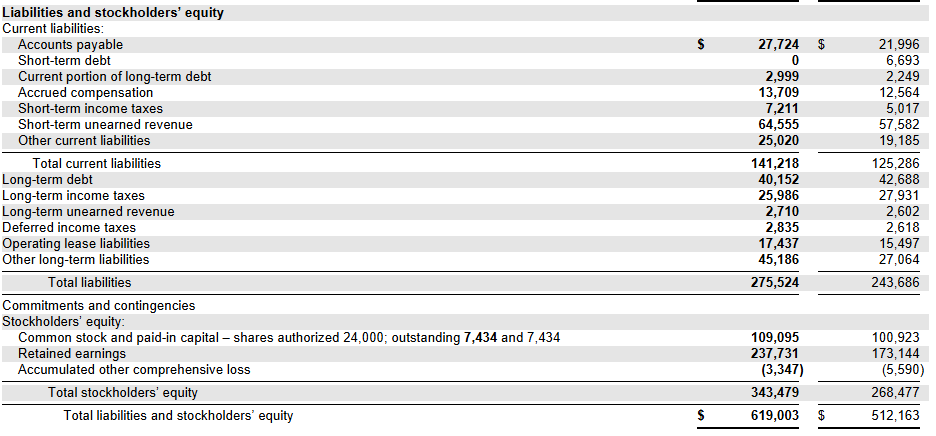 Liabilities and stockholders’ equity
Current liabilities:
Accounts payable $ 27,724 $ 21,996
Short-term debt 0 6,693
Current portion of long-term debt 2,999 2,249
Accrued compensation 13,709 12,564
Short-term income taxes 7,211 5,017
Short-term unearned revenue 64,555 57,582
Other current liabilities 25,020 19,185
Total current liabilities 141,218 125,286
Long-term debt 40,152 42,688
Long-term income taxes 25,986 27,931
Long-term unearned revenue 2,710 2,602
Deferred income taxes 2,835 2,618
Operating lease liabilities 17,437 15,497
Other long-term liabilities 45,186 27,064
Total liabilities 275,524 243,686
Commitments and contingencies
Stockholders’ equity:
Common stock and paid-in capital – shares authorized 24,000; outstanding 7,434 and 7,434 109,095 100,923
Retained earnings 237,731 173,144
Accumulated other comprehensive loss (3,347) (5,590)
Total stockholders’ equity 343,479 268,477
Total liabilities and stockholders’ equity $ 619,003 $ 512,163